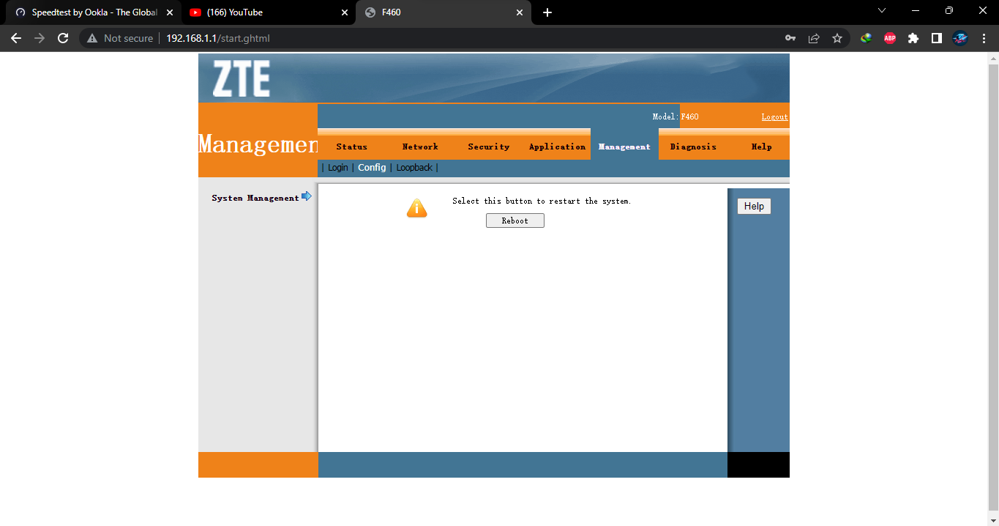 Speedtest by Ookla - The Global
(166) YouTube
F460
Not secure
192.168.1.1/start.ghtml
ABP
ZTE
Model:F460
Logout
Managemen
Status
Network
Security
Application
Management
Diagnosis
Help
| Login | Config | Loopback |
System Management
Select this button to restart the system.
Reboot
Help